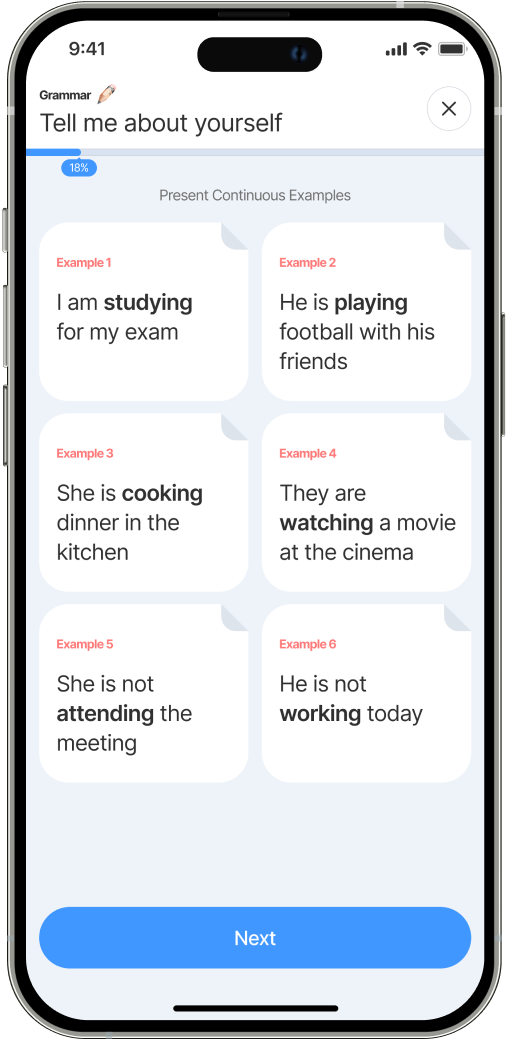 9:41
Grammar
Tell me about yourself
18%
Present Continuous Examples
Example 1
I am studying
for my exam
Example 2
He is playing
football with his
friends
Example 3
She is cooking
dinner in the
kitchen
Example 4
They are
watching a movie
at the cinema
Example 5
She is not
attending the
meeting
Example 6
He is not
working today
Next